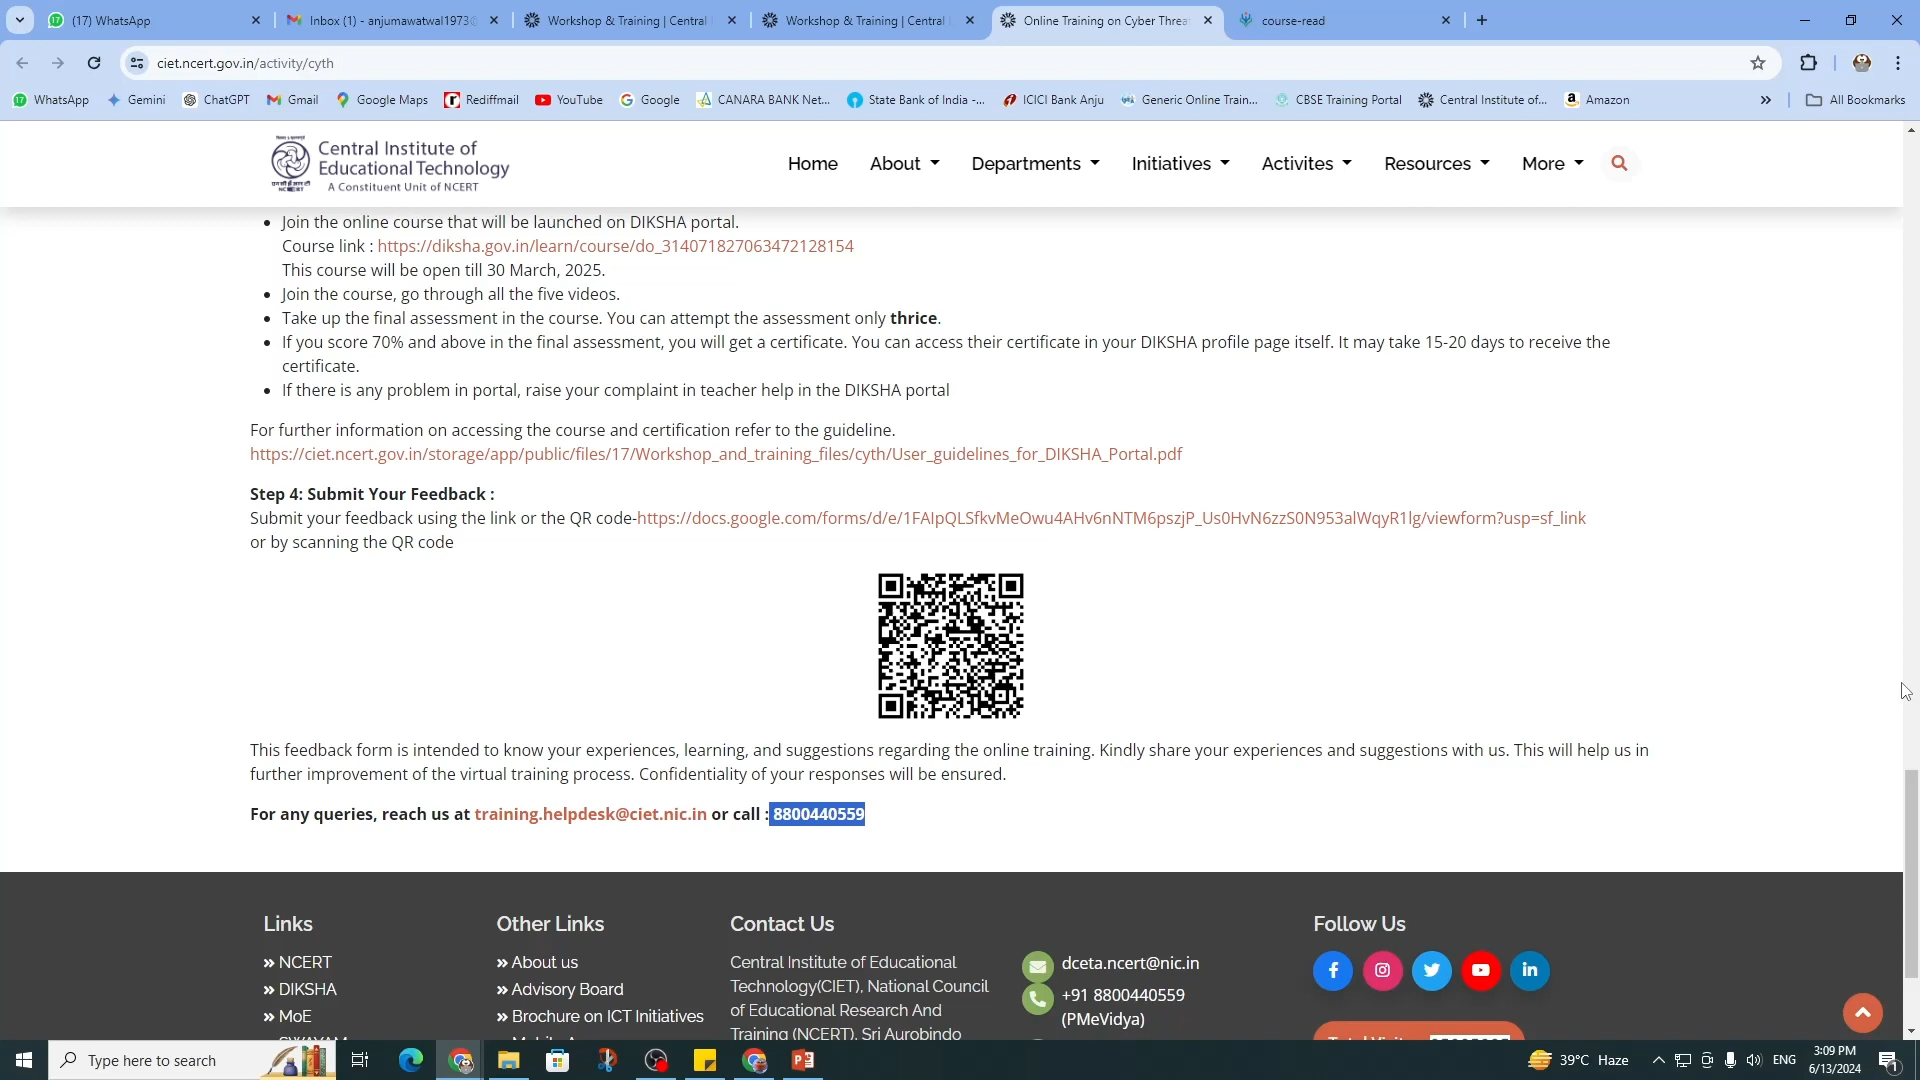 (17) WhatsApp
Inbox (1) - anjumawatwal1973@
Workshop & Training | Central
Workshop & Training | Central
Online Training on Cyber Threa
course-read
ciet.ncert.gov.in/activity/cyth
WhatsApp
Gemini
ChatGPT
Gmail
Google Maps
Rediffmail
YouTube
Google
CANARA BANK Net...
State Bank of India -...
ICICI Bank Anju
Generic Online Train...
CBSE Training Portal
Central Institute of...
Amazon
All Bookmarks
Central Institute of
Educational Technology
A Constituent Unit of NCERT
Home
About
Departments
Initiatives
Activites
Resources
More
Join the online course that will be launched on DIKSHA portal.
Course link : https://diksha.gov.in/learn/course/do_314071827063472128154
This course will be open till 30 March, 2025.
Join the course, go through all the five videos.
Take up the final assessment in the course. You can attempt the assessment only thrice.
If you score 70% and above in the final assessment, you will get a certificate. You can access their certificate in your DIKSHA profile page itself. It may take 15-20 days to receive the
certificate.
If there is any problem in portal, raise your complaint in teacher help in the DIKSHA portal
For further information on accessing the course and certification refer to the guideline.
https://ciet.ncert.gov.in/storage/app/public/files/17/Workshop_and_training_files/cyth/User_guidelines_for_DIKSHA_Portal.pdf
Step 4: Submit Your Feedback :
Submit your feedback using the link or the QR code-https://docs.google.com/forms/d/e/1FAIpQLSfkvMeOwu4AHv6nNTM6pszjP_Us0HvN6zzS0N953alWqyR1lg/viewform?usp=sf_link
or by scanning the QR code
This feedback form is intended to know your experiences, learning, and suggestions regarding the online training. Kindly share your experiences and suggestions with us. This will help us in
further improvement of the virtual training process. Confidentiality of your responses will be ensured.
For any queries, reach us at training.helpdesk@ciet.nic.in or call : 8800440559
Links
» NCERT
» DIKSHA
» MoE
Other Links
» About us
» Advisory Board
» Brochure on ICT Initiatives
Contact Us
Central Institute of Educational
Technology(CIET), National Council
of Educational Research And
Training (NCERT), Sri Aurobindo
dceta.ncert@nic.in
+91 8800440559
(PMeVidya)
Follow Us
Type here to search
39°C Haze
ENG
3:09 PM
6/13/2024
1